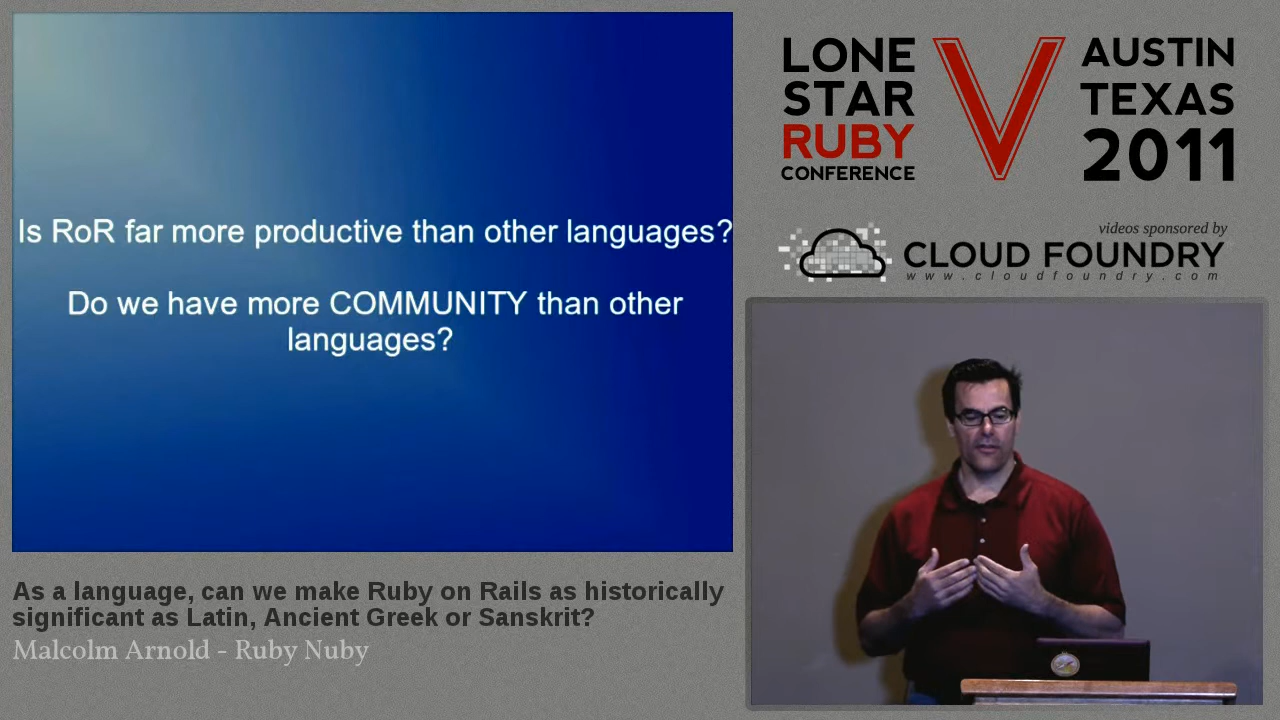 Is RoR far more productive than other languages?
Do we have more COMMUNITY than other
languages?
LONE
STAR
RUBY
CONFERENCE
V
AUSTIN
TEXAS
2011
videos sponsored by
CLOUD FOUNDRY
www.cloudfoundry.com
As a language, can we make Ruby on Rails as historically
significant as Latin, Ancient Greek or Sanskrit?
Malcolm Arnold - Ruby Nuby